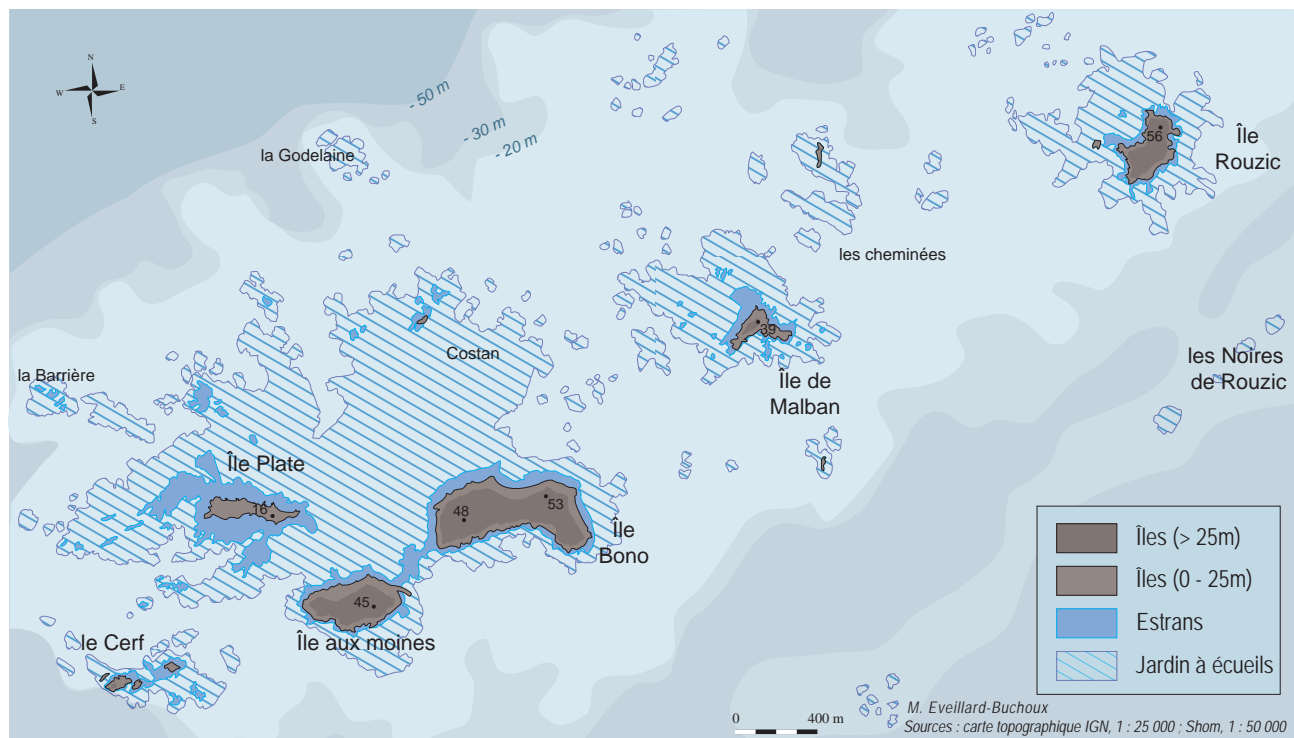 N
W E
S
- 50 m
- 30 m
- 20 m
la Godelaine
56
Île
Rouzic
les cheminées
39
Île de
Malban
Costan
la Barrière
les Noires
de Rouzic
Île Plate
16
48
53
Île
Bono
45
Île aux moines
le Cerf
Îles (> 25m)
Îles (0 - 25m)
Estrans
Jardin à écueils
0 400 m
M. Eveillard-Buchoux
Sources : carte topographique IGN, 1 : 25 000 ; Shom, 1 : 50 000